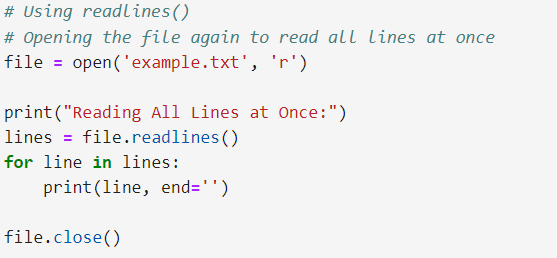 # Using readlines()
# Opening the file again to read all lines at once
file = open('example.txt', 'r')

print("Reading All Lines at Once:")
lines = file.readlines()
for line in lines:
    print(line, end='')

file.close()